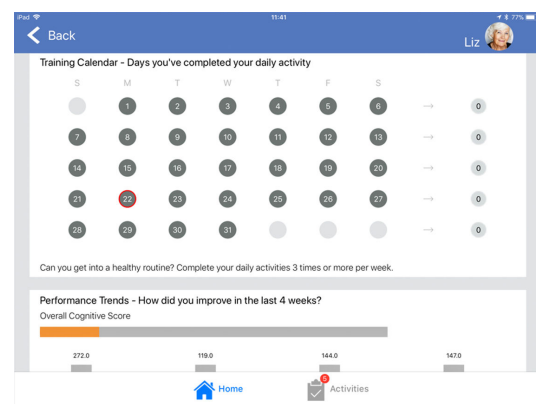 iPad 11:41 77%
Back Liz
Training Calendar - Days you've completed your daily activity
S M T W T F S
1 2 3 4 5 6 0
7 8 9 10 11 12 13 0
14 15 16 17 18 19 20 0
21 22 23 24 25 26 27 0
28 29 30 31 0
Can you get into a healthy routine? Complete your daily activities 3 times or more per week.
Performance Trends - How did you improve in the last 4 weeks?
Overall Cognitive Score
272.0 119.0 144.0 147.0
Home 5 Activities